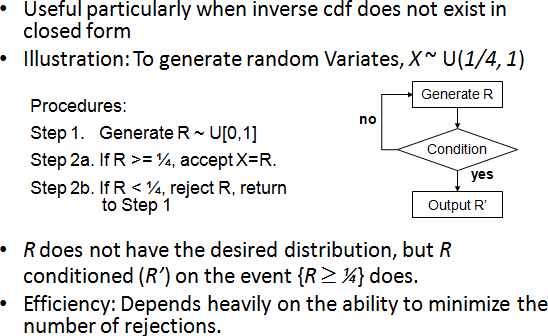 • Useful particularly when inverse cdf does not exist in
closed form
• Illustration: To generate random Variates, X ~ U(1/4, 1)
Procedures:
Step 1. Generate R ~ U[0,1]
Step 2a. If R >= ¼, accept X=R.
Step 2b. If R < ¼, reject R, return
to Step 1
Generate R
no
Condition
yes
Output R'
• R does not have the desired distribution, but R
conditioned (R’) on the event {R ≥ ¼} does.
• Efficiency: Depends heavily on the ability to minimize the
number of rejections.